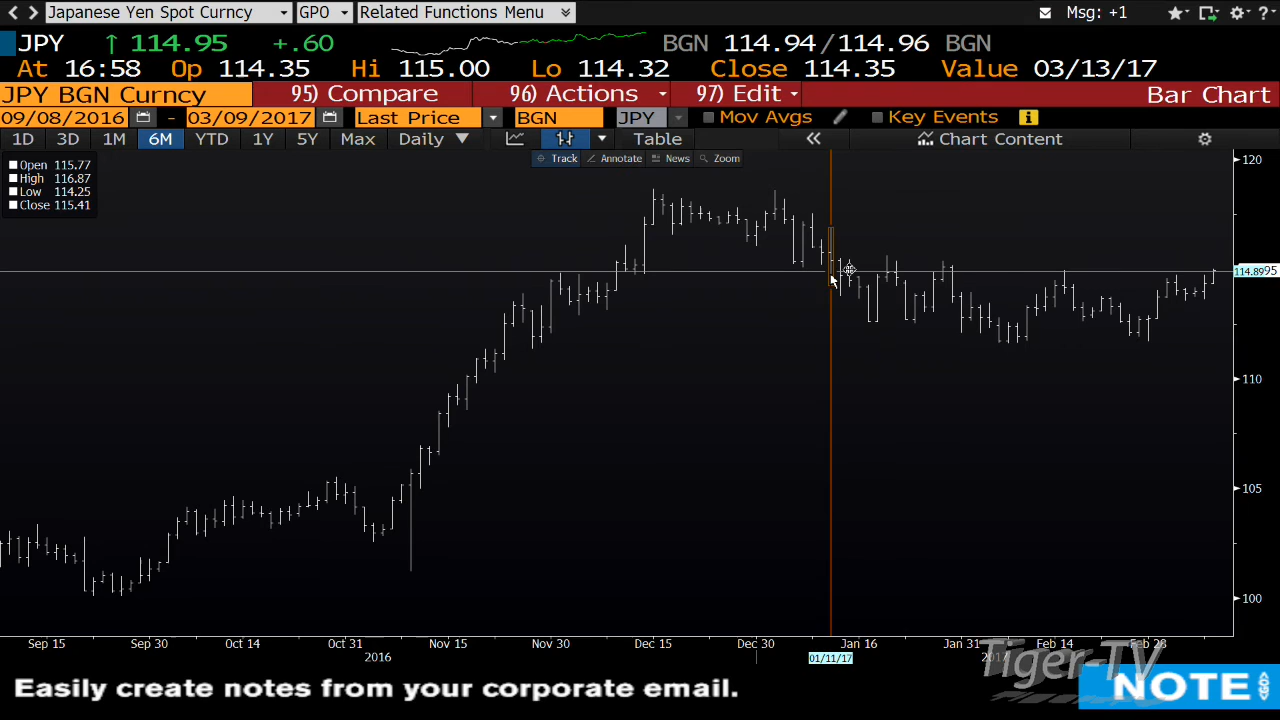 Japanese Yen Spot Curncy GPO Related Functions Menu Msg: +1
JPY ↑ 114.95 +.60 BGN 114.94/114.96 BGN
At 16:58 Op 114.35 Hi 115.00 Lo 114.32 Close 114.35 Value 03/13/17
JPY BGN Curncy 95) Compare 96) Actions 97) Edit Bar Chart
09/08/2016 - 03/09/2017 Last Price BGN JPY Mov Avgs Key Events
1D 3D 1M 6M YTD 1Y 5Y Max Daily ▼ Table « Chart Content
Track Annotate News Zoom
Open 115.77
High 116.87
Low 114.25
Close 115.41
120
114.8995
110
105
100
Sep 15 Sep 30 Oct 14 Oct 31 Nov 15 Nov 30 Dec 15 Dec 30 Jan 16 Jan 31 Feb 14 Feb 28
2016 01/11/17 2017
Tiger-TV
Easily create notes from your corporate email.
NOTE <GO>